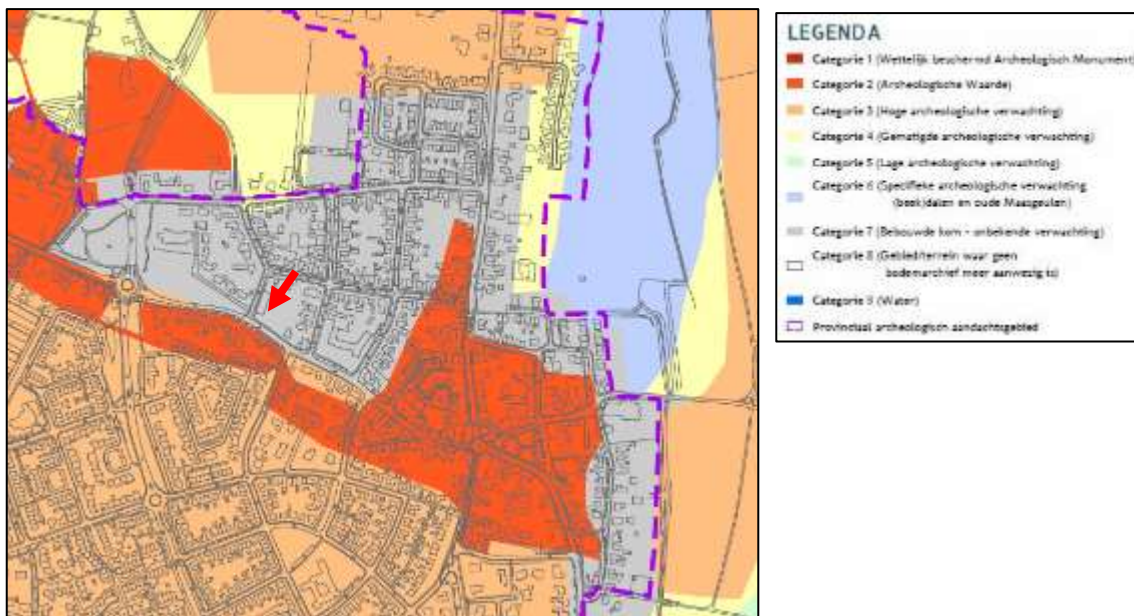 LEGENDA
Categorie 1 (Wettelijk beschermd Archeologisch Monument)
Categorie 2 (Archeologische Waarde)
Categorie 3 (Hoge archeologische verwachting)
Categorie 4 (Gematigde archeologische verwachting)
Categorie 5 (Lage archeologische verwachting)
Categorie 6 (Specifieke archeologische verwachting
(beek)dalen en oude Maasgeulen)
Categorie 7 (Bebouwde kom - onbekende verwachting)
Categorie 8 (Gebied/terrein waar geen
bodemarchief meer aanwezig is)
Categorie 9 (Water)
Provinciaal archeologisch aandachtsgebied